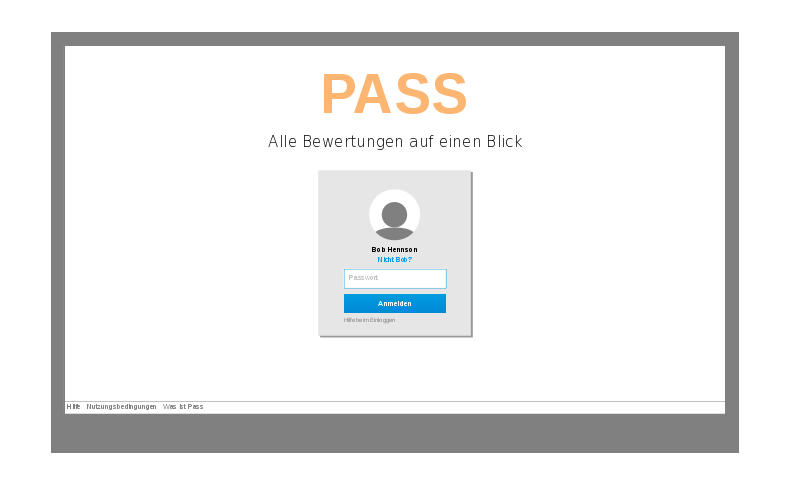 PASS
Alle Bewertungen auf einen Blick
Bob Hennson
Nicht Bob?
Passwort
Anmelden
Hilfe beim Einloggen
Hilfe Nutzungsbedingungen Was ist Pass